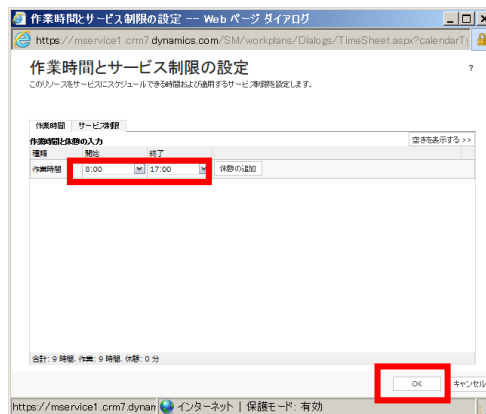 作業時間とサービス制限の設定 -- Web ページ ダイアログ
https://mservice1.crm7.dynamics.com/SM/workplans/Dialogs/TimeSheet.aspx?calendarTy
作業時間とサービス制限の設定
?
このリソースをサービスにスケジュールできる時間および適用するサービス制限を設定します。
作業時間 サービス制限
作業時間と休憩の入力 空きを表示する >>
種類 開始 終了
作業時間 8:00 17:00 休憩の追加
合計: 9 時間. 作業: 9 時間. 休憩: 0 分
OK キャンセル
https://mservice1.crm7.dynan インターネット | 保護モード: 有効